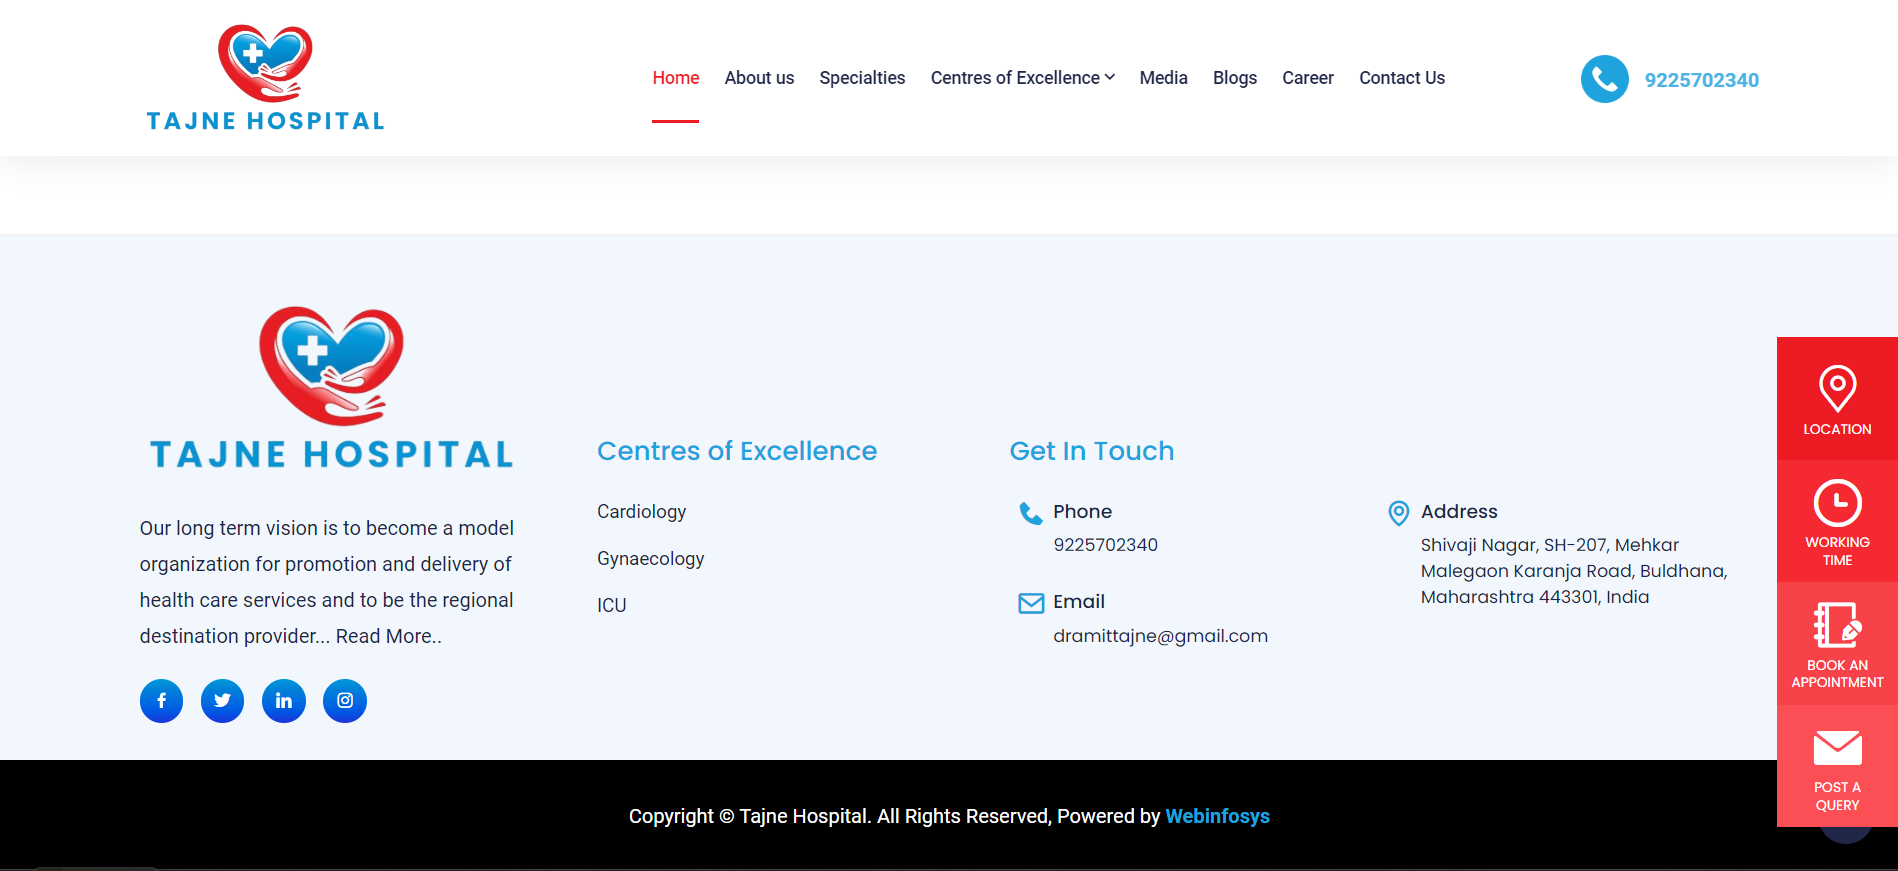 TAJNE HOSPITAL
Home About us Specialties Centres of Excellence Media Blogs Career Contact Us
9225702340
TAJNE HOSPITAL
Our long term vision is to become a model
organization for promotion and delivery of
health care services and to be the regional
destination provider... Read More..
Centres of Excellence
Cardiology
Gynaecology
ICU
Get In Touch
Phone
9225702340
Email
dramittajne@gmail.com
Address
Shivaji Nagar, SH-207, Mehkar
Malegaon Karanja Road, Buldhana,
Maharashtra 443301, India
LOCATION
WORKING
TIME
BOOK AN
APPOINTMENT
POST A
QUERY
Copyright © Tajne Hospital. All Rights Reserved, Powered by Webinfosys